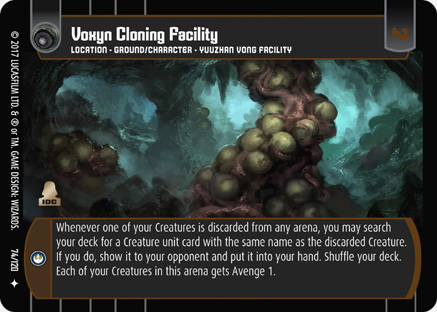 Voxyn Cloning Facility
LOCATION - GROUND/CHARACTER - YUUZHAN VONG FACILITY
2
© 2017 LUCASFILM LTD. & ® or TM. GAME DESIGN: WIZARDS.
74/120
IDC
Whenever one of your Creatures is discarded from any arena, you may search
your deck for a Creature unit card with the same name as the discarded Creature.
If you do, show it to your opponent and put it into your hand. Shuffle your deck.
Each of your Creatures in this arena gets Avenge 1.